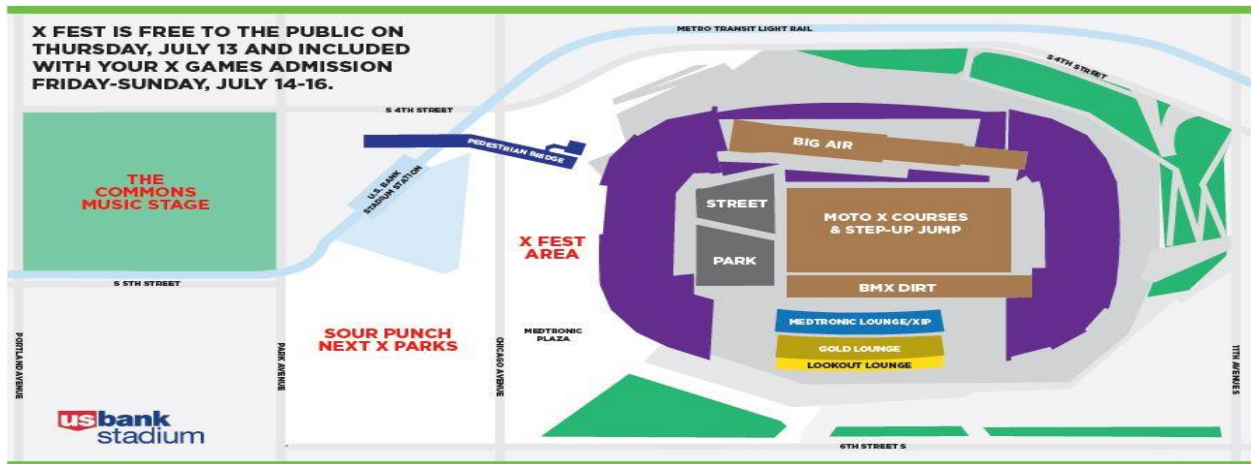 X FEST IS FREE TO THE PUBLIC ON
THURSDAY, JULY 13 AND INCLUDED
WITH YOUR X GAMES ADMISSION
FRIDAY-SUNDAY, JULY 14-16.
METRO TRANSIT LIGHT RAIL
S 4TH STREET
S 4TH STREET
PEDESTRIAN BRIDGE
BIG AIR
THE
COMMONS
MUSIC STAGE
U.S. BANK
STADIUM STATION
STREET
MOTO X COURSES
& STEP-UP JUMP
X FEST
AREA
PARK
S 5TH STREET
BMX DIRT
SOUR PUNCH
NEXT X PARKS
MEDTRONIC
PLAZA
MEDTRONIC LOUNGE/XIP
GOLD LOUNGE
LOOKOUT LOUNGE
PORTLAND AVENUE
PARK AVENUE
CHICAGO AVENUE
11TH AVENUE S
usbank
stadium
6TH STREET S